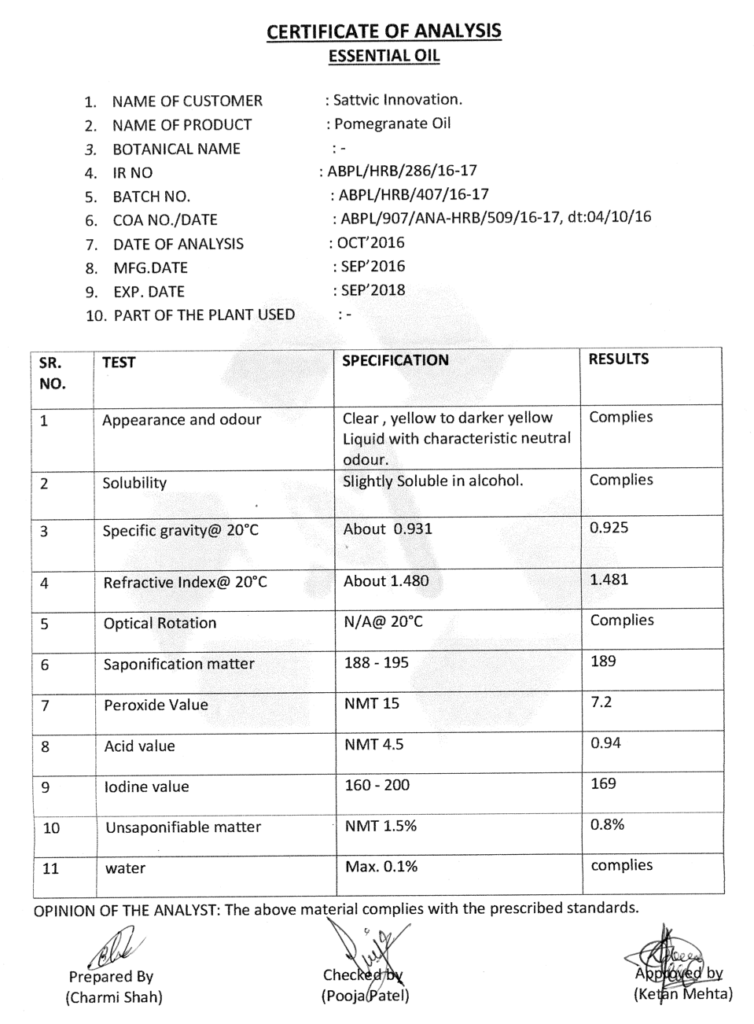 CERTIFICATE OF ANALYSIS
ESSENTIAL OIL
1. NAME OF CUSTOMER : Sattvic Innovation.
2. NAME OF PRODUCT : Pomegranate Oil
3. BOTANICAL NAME : -
4. IR NO : ABPL/HRB/286/16-17
5. BATCH NO. : ABPL/HRB/407/16-17
6. COA NO./DATE : ABPL/907/ANA-HRB/509/16-17, dt:04/10/16
7. DATE OF ANALYSIS : OCT'2016
8. MFG.DATE : SEP'2016
9. EXP. DATE : SEP'2018
10. PART OF THE PLANT USED : -
SR. NO. TEST SPECIFICATION RESULTS
1 Appearance and odour Clear , yellow to darker yellow Complies
Liquid with characteristic neutral
odour.
2 Solubility Slightly Soluble in alcohol. Complies
3 Specific gravity@ 20°C About 0.931 0.925
4 Refractive Index@ 20°C About 1.480 1.481
5 Optical Rotation N/A@ 20°C Complies
6 Saponification matter 188 - 195 189
7 Peroxide Value NMT 15 7.2
8 Acid value NMT 4.5 0.94
9 Iodine value 160 - 200 169
10 Unsaponifiable matter NMT 1.5% 0.8%
11 water Max. 0.1% complies
OPINION OF THE ANALYST: The above material complies with the prescribed standards.
Prepared By Checked by Approved by
(Charmi Shah) (Pooja Patel) (Ketan Mehta)